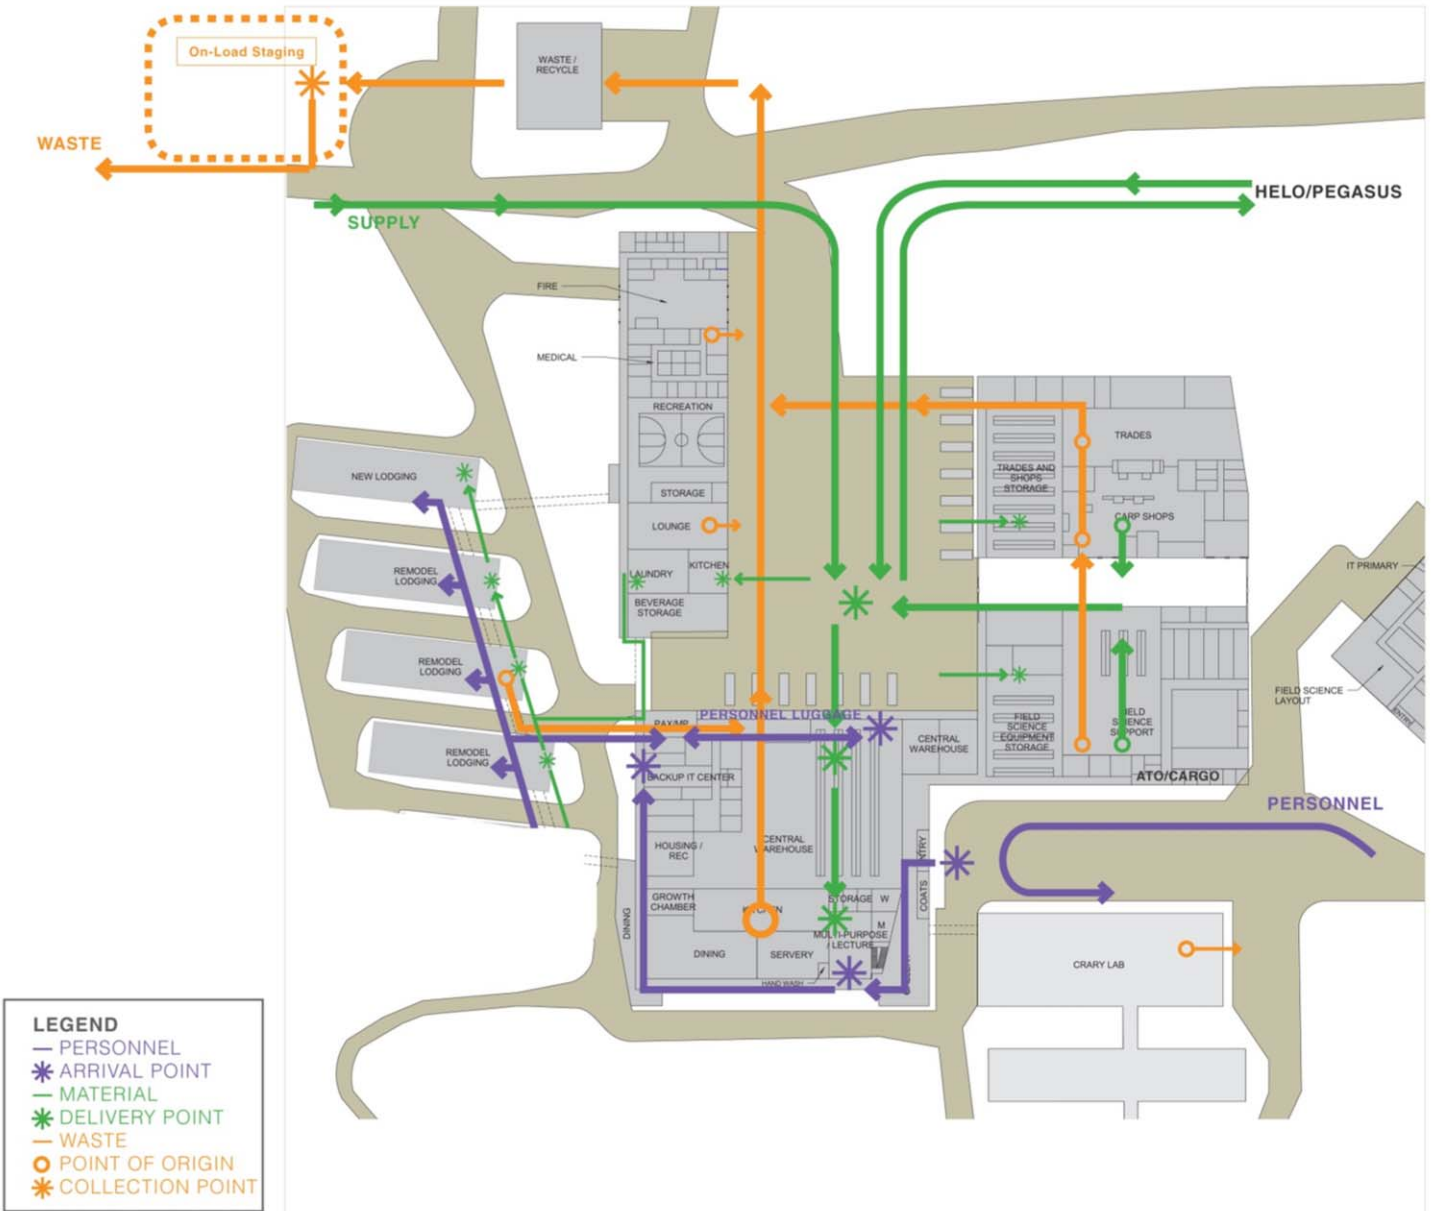 On-Load Staging
WASTE /
RECYCLE
WASTE
SUPPLY
HELO/PEGASUS
FIRE
MEDICAL
RECREATION
TRADES
TRADES AND
SHOPS
STORAGE
NEW LODGING
STORAGE
CARP SHOPS
LOUNGE
IT PRIMARY
KITCHEN
LAUNDRY
REMODEL
LODGING
BEVERAGE
STORAGE
REMODEL
LODGING
FIELD SCIENCE
LAYOUT
ENTRE
PERSONNEL LUGGAGE
FIELD
SCIENCE
EQUIPMENT
STORAGE
FIELD
SCIENCE
SUPPORT
CENTRAL
WAREHOUSE
REMODEL
LODGING
BACKUP IT CENTER
ATO/CARGO
PERSONNEL
HOUSING /
REC
CENTRAL
WAREHOUSE
COATS
ENTRY
GROWTH
CHAMBER
KITCHEN
STORAGE
W
M
DINING
MULTI-PURPOSE
/ LECTURE
DINING
SERVERY
HAND WASH
CRARY LAB
LEGEND
PERSONNEL
ARRIVAL POINT
MATERIAL
DELIVERY POINT
WASTE
POINT OF ORIGIN
COLLECTION POINT